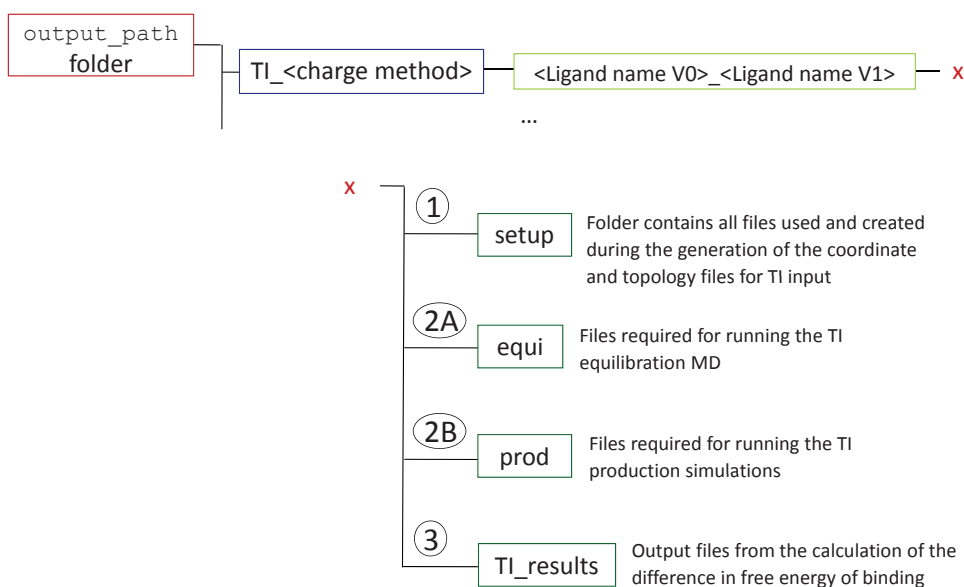 output_path
folder
TI_<charge method>
<Ligand name V0>_<Ligand name V1>
x
...
x
1
setup
Folder contains all files used and created
during the generation of the coordinate
and topology files for TI input
2A
equi
Files required for running the TI
equilibration MD
2B
prod
Files required for running the TI
production simulations
3
TI_results
Output files from the calculation of the
difference in free energy of binding